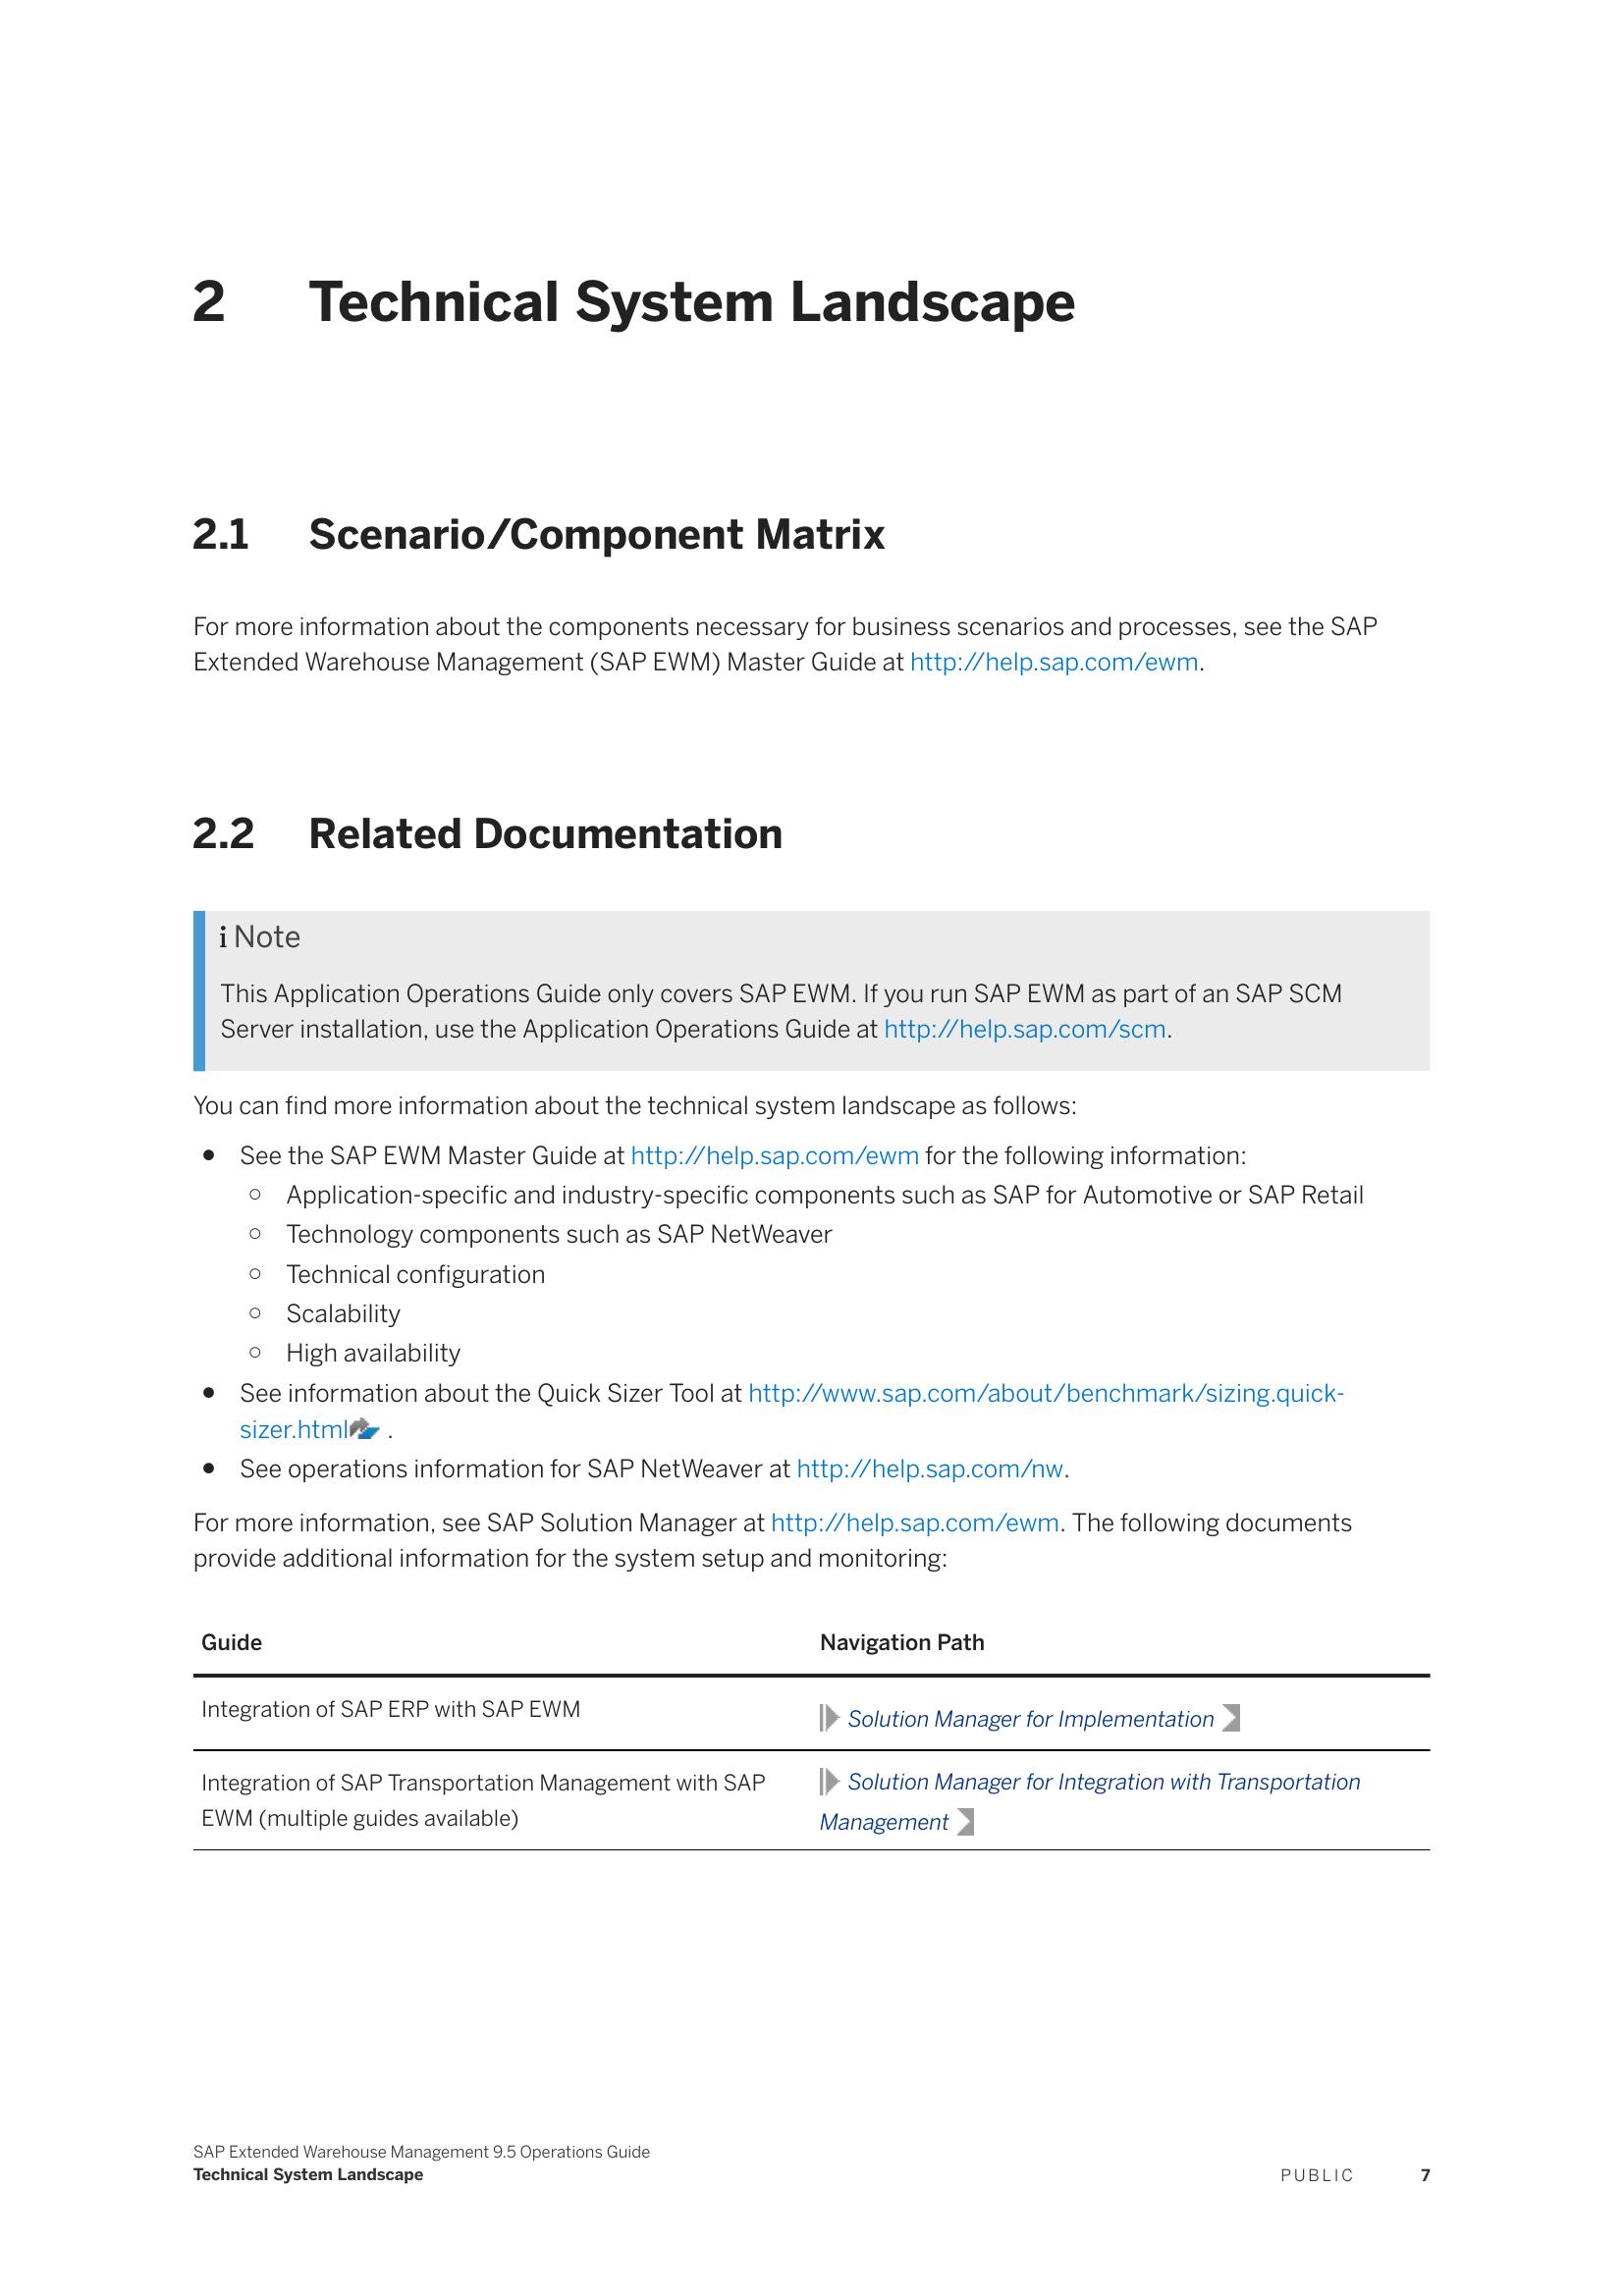 2 Technical System Landscape
2.1 Scenario/Component Matrix
For more information about the components necessary for business scenarios and processes, see the SAP
Extended Warehouse Management (SAP EWM) Master Guide at http://help.sap.com/ewm.
2.2 Related Documentation
i Note
This Application Operations Guide only covers SAP EWM. If you run SAP EWM as part of an SAP SCM
Server installation, use the Application Operations Guide at http://help.sap.com/scm.
You can find more information about the technical system landscape as follows:
● See the SAP EWM Master Guide at http://help.sap.com/ewm for the following information:
○ Application-specific and industry-specific components such as SAP for Automotive or SAP Retail
○ Technology components such as SAP NetWeaver
○ Technical configuration
○ Scalability
○ High availability
● See information about the Quick Sizer Tool at http://www.sap.com/about/benchmark/sizing.quick-
sizer.html .
● See operations information for SAP NetWeaver at http://help.sap.com/nw.
For more information, see SAP Solution Manager at http://help.sap.com/ewm. The following documents
provide additional information for the system setup and monitoring:
Guide Navigation Path
Integration of SAP ERP with SAP EWM Solution Manager for Implementation
Integration of SAP Transportation Management with SAP Solution Manager for Integration with Transportation
EWM (multiple guides available) Management
SAP Extended Warehouse Management 9.5 Operations Guide
Technical System Landscape PUBLIC 7